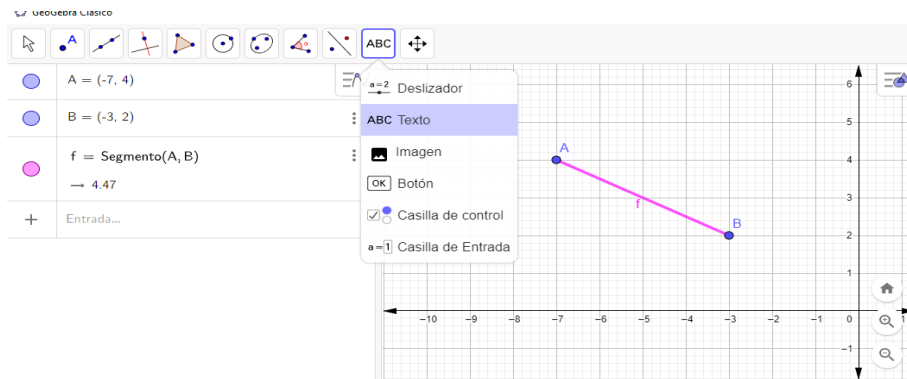 GeoGebra Clásico
ABC
A = (-7, 4)
B = (-3, 2)
f = Segmento(A, B)
→ 4.47
+ Entrada...
a=2 Deslizador
ABC Texto
Imagen
OK Botón
Casilla de control
a=1 Casilla de Entrada
A
B
f
6
5
4
3
2
1
−10 −9 −8 −7 −6 −5 −4 −3 −2 −1 0 1
−1